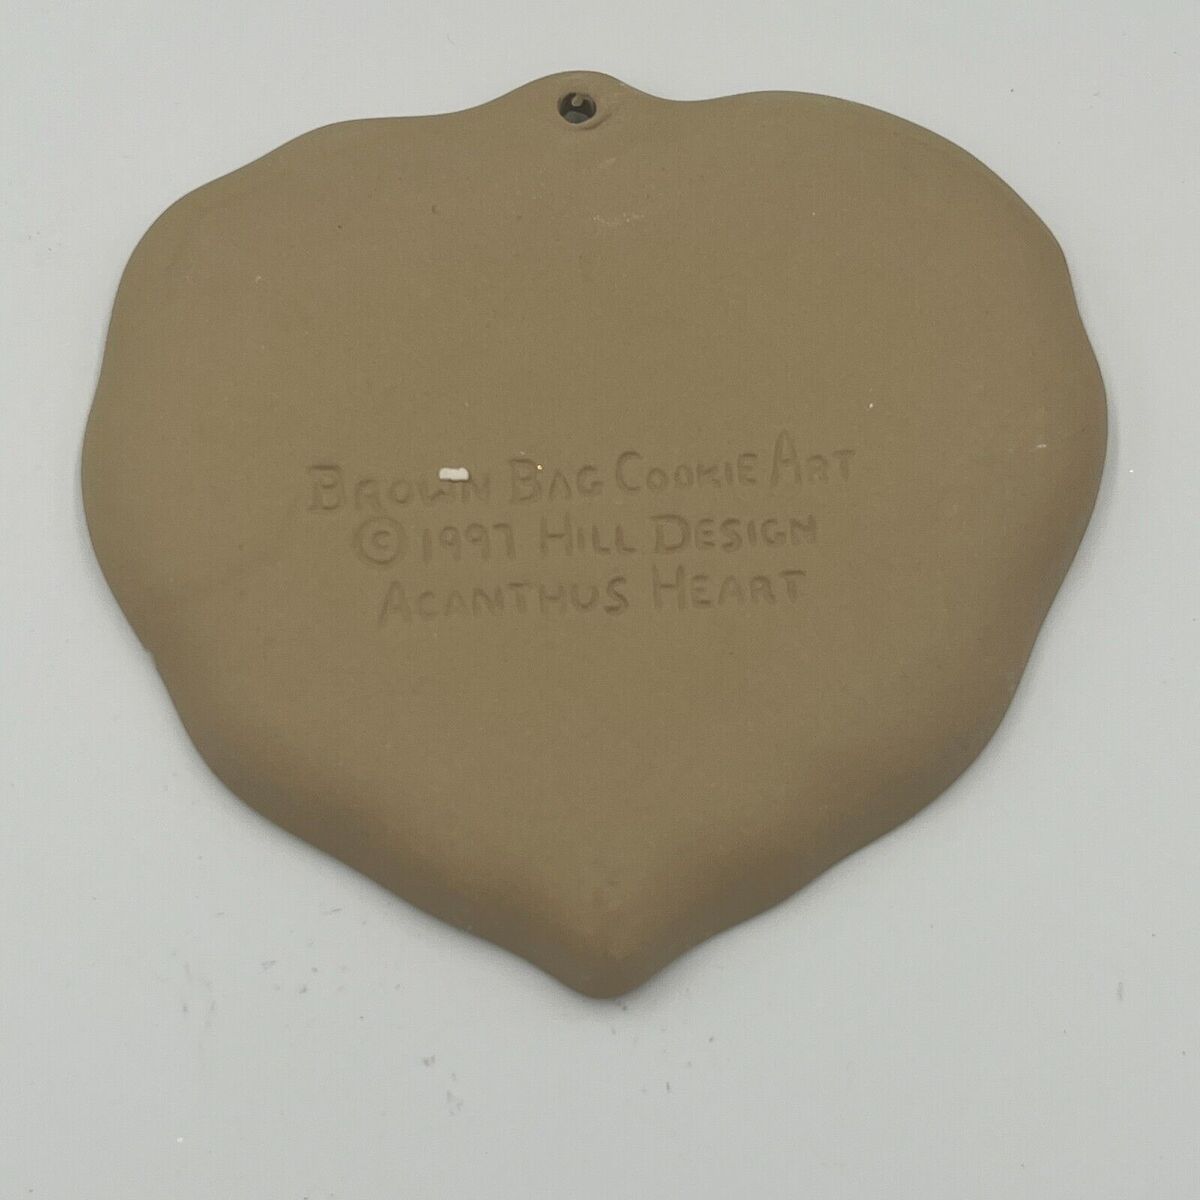 BROWN BAG COOKIE ART
© 1997 HILL DESIGN
ACANTHUS HEART